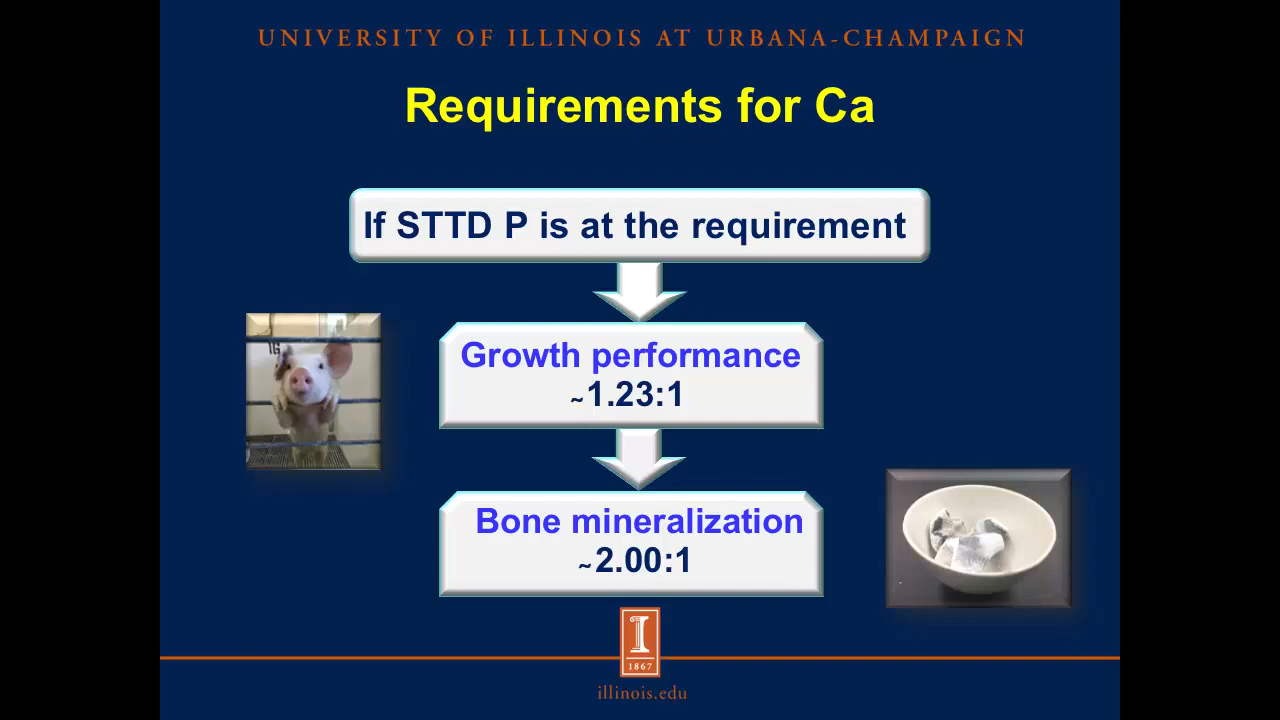 UNIVERSITY OF ILLINOIS AT URBANA-CHAMPAIGN
Requirements for Ca
If STTD P is at the requirement
Growth performance
~1.23:1
Bone mineralization
~2.00:1
I
1867
illinois.edu